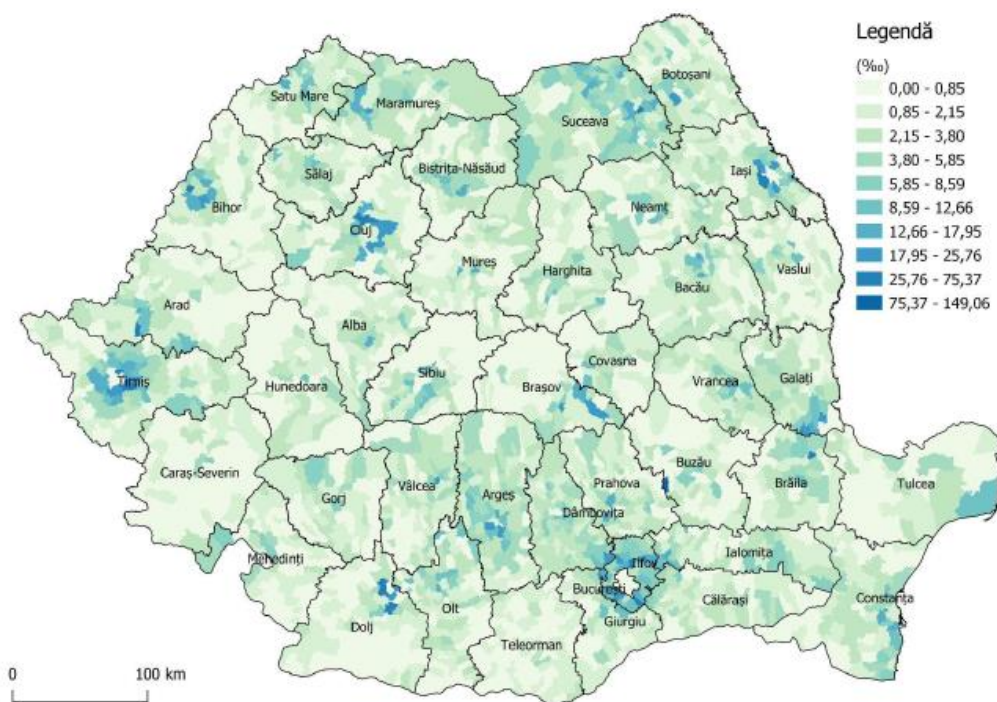 Legendă
(‰)
0,00 - 0,85
0,85 - 2,15
2,15 - 3,80
3,80 - 5,85
5,85 - 8,59
8,59 - 12,66
12,66 - 17,95
17,95 - 25,76
25,76 - 75,37
75,37 - 149,06
Botoșani
Satu Mare
Maramureș
Suceava
Iași
Bistrița-Năsăud
Sălaj
Bihor
Neamț
Cluj
Mureș
Harghita
Vaslui
Bacău
Arad
Alba
Covasna
Timiș
Hunedoara
Sibiu
Brașov
Vrancea
Galați
Caraș-Severin
Gorj
Vâlcea
Argeș
Prahova
Buzău
Brăila
Tulcea
Dâmbovița
Mehedinți
Ilfov
Ialomița
București
Călărași
Constanța
Dolj
Olt
Giurgiu
Teleorman
0
100 km